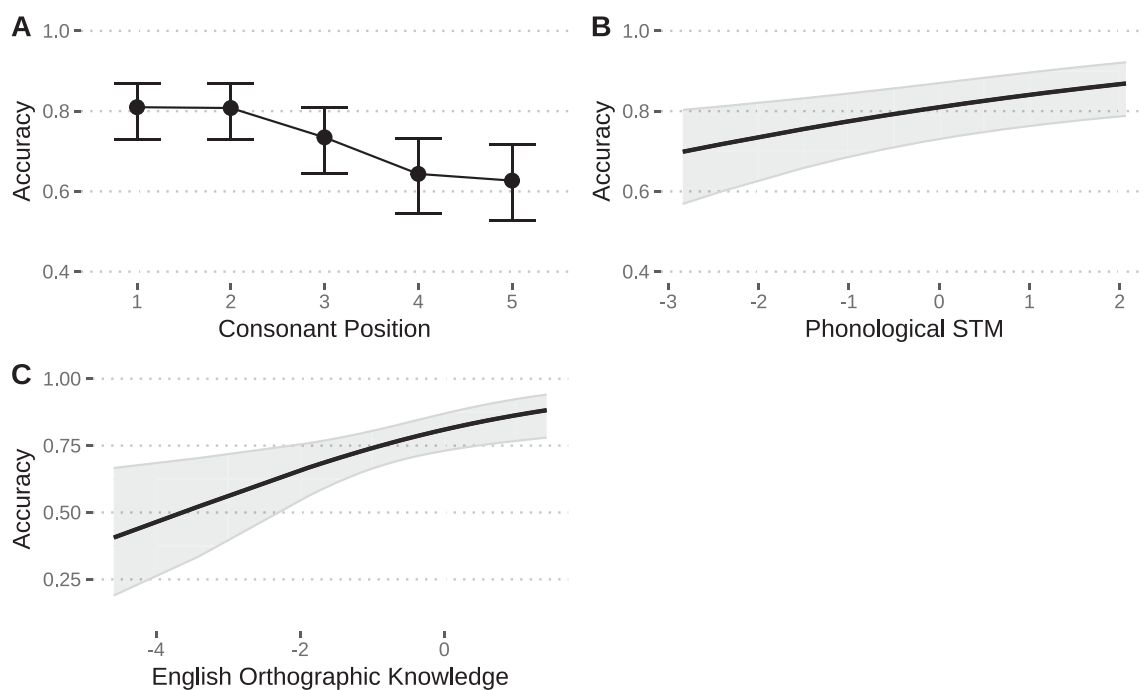 A
1.0
0.8
0.6
0.4
Accuracy
1 2 3 4 5
Consonant Position
B
1.0
0.8
0.6
0.4
Accuracy
-3 -2 -1 0 1 2
Phonological STM
C
1.00
0.75
0.50
0.25
Accuracy
-4 -2 0
English Orthographic Knowledge